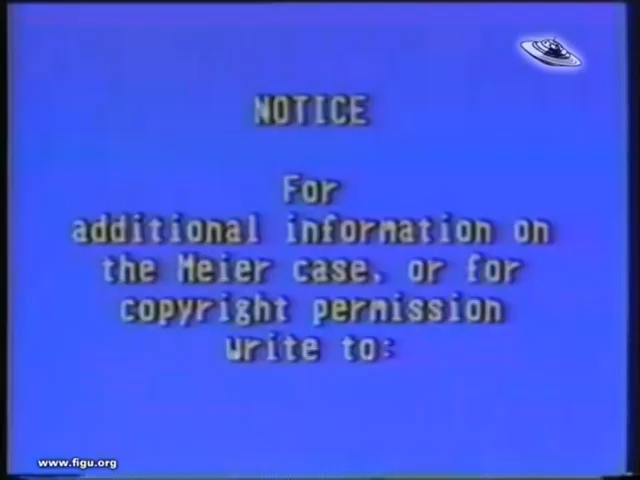 NOTICE
For
additional information on
the Meier case, or for
copyright permission
write to:
www.figu.org